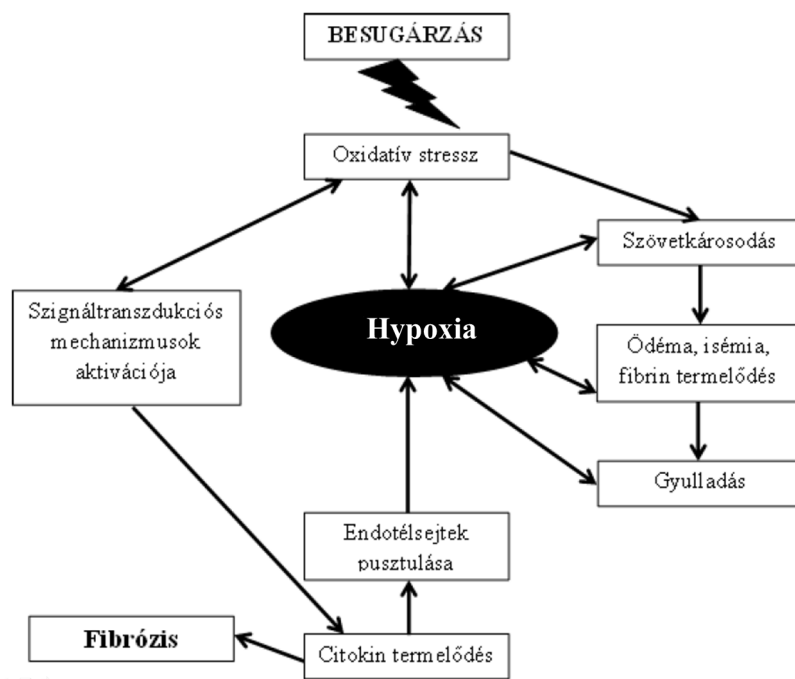 BESUGÁRZÁS
Oxidatív stressz
Szövetkárosodás
Szignáltranszdukciós
mechanizmusok
aktivációja
Hypoxia
Ödéma, isémia,
fibrin termelődés
Gyulladás
Endotélsejtek
pusztulása
Fibrózis
Citokin termelődés